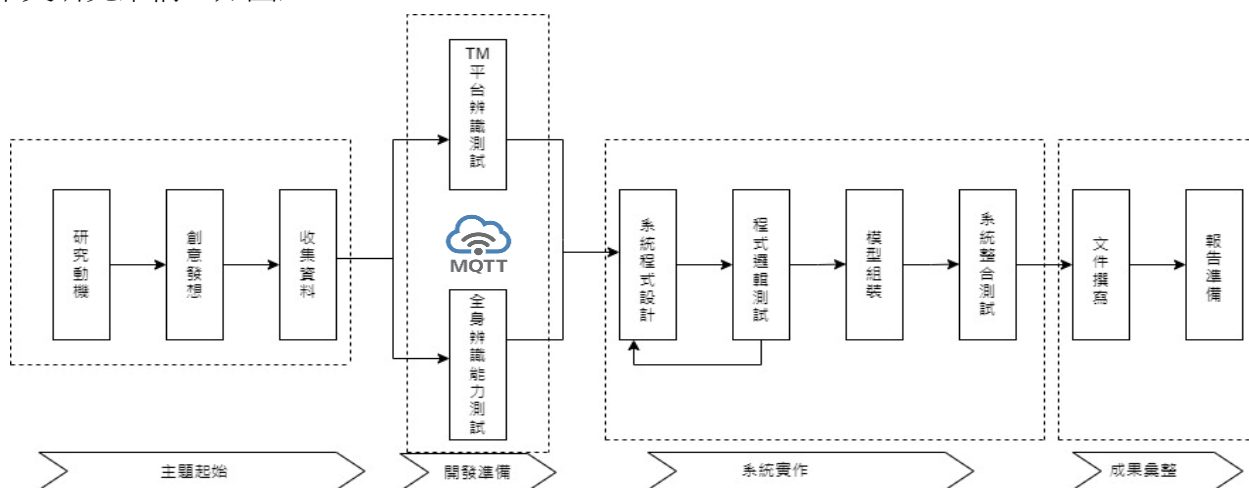 TM平台辨識測試
研究動機
創意發想
收集資料
MQTT
全身辨識能力測試
系統程式設計
程式邏輯測試
模型組裝
系統整合測試
文件撰寫
報告準備
主題起始
開發準備
系統實作
成果彙整